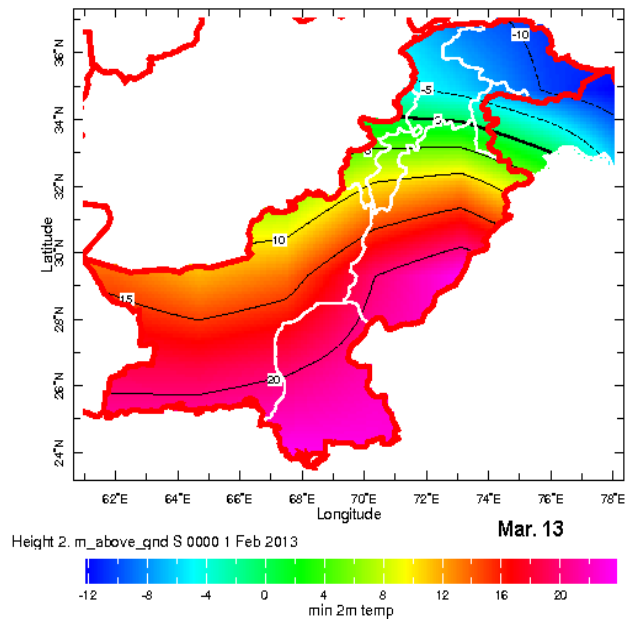 36°N
34°N
32°N
30°N
28°N
26°N
24°N
Latitude
-10
-5
0
5
10
15
20
62°E 64°E 66°E 68°E 70°E 72°E 74°E 76°E 78°E
Longitude
Mar. 13
Height 2. m_above_gnd S 0000 1 Feb 2013
-12 -8 -4 0 4 8 12 16 20
min 2m temp